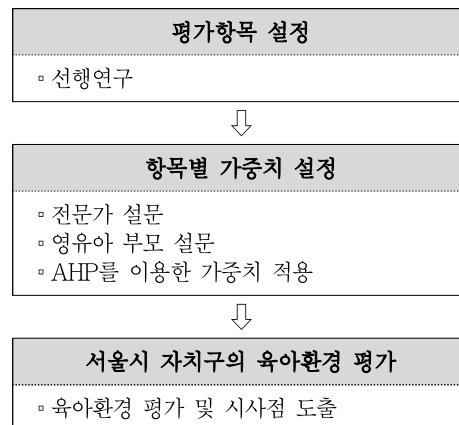 평가항목 설정
▫ 선행연구
항목별 가중치 설정
▫ 전문가 설문
▫ 영유아 부모 설문
▫ AHP를 이용한 가중치 적용
서울시 자치구의 육아환경 평가
▫ 육아환경 평가 및 시사점 도출